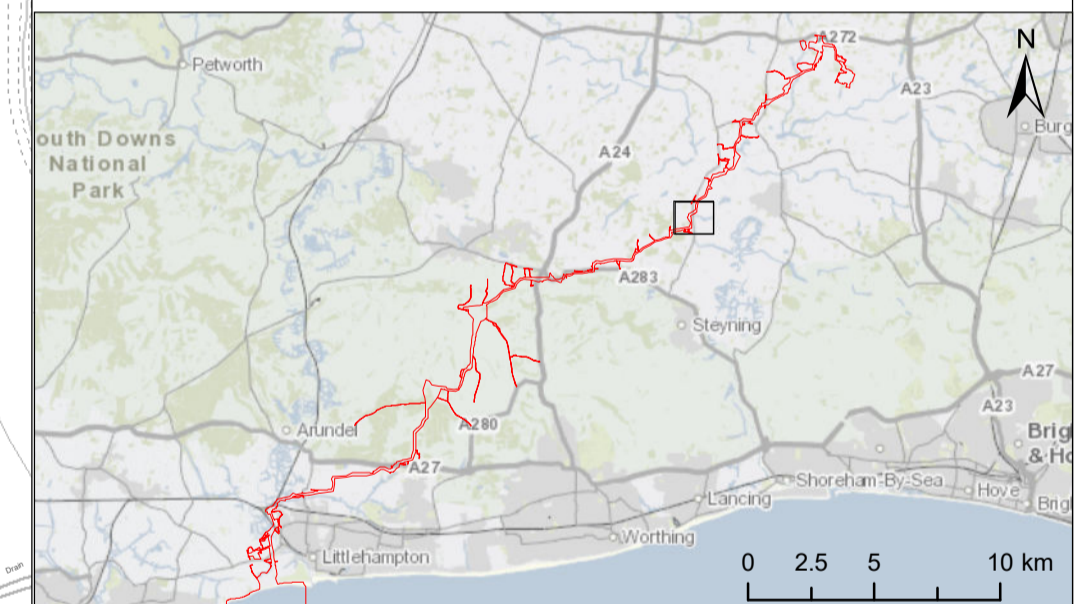 A272
N
Petworth
A23
Burg
outh Downs
National
Park
A24
A283
Steyning
A27
A23
Arundel
A280
Brig
& Ho
A27
Shoreham-By-Sea
Hove
Lancing
Brig
Worthing
Littlehampton
Drain
0 2.5 5 10 km